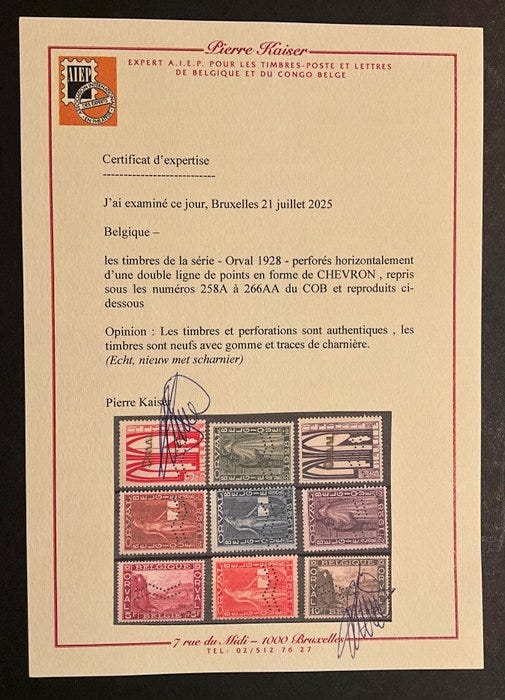 Pierre Kaiser
EXPERT A.I.E.P. POUR LES TIMBRES-POSTE ET LETTRES
DE BELGIQUE ET DU CONGO BELGE
AIEP
Certificat d'expertise
---------------------------
J'ai examiné ce jour, Bruxelles 21 juillet 2025
Belgique –
les timbres de la série - Orval 1928 - perforés horizontalement
d'une double ligne de points en forme de CHEVRON , repris
sous les numéros 258A à 266AA du COB et reproduits ci-
dessous
Opinion : Les timbres et perforations sont authentiques , les
timbres sont neufs avec gomme et traces de charnière.
(Echt, nieuw met scharnier)
Pierre Kaiser
7 rue du Midi – 1000 Bruxelles
TEL: 02/512 76 27